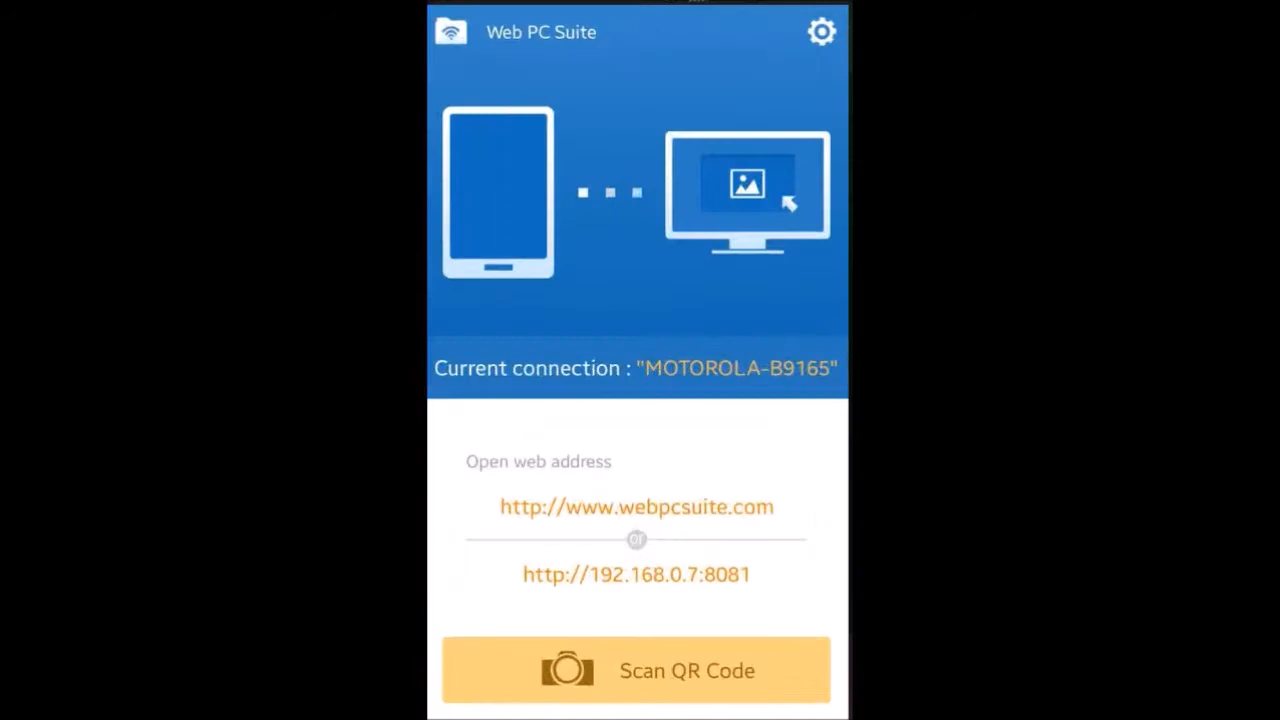 Web PC Suite
Current connection : "MOTOROLA-B9165"
Open web address
http://www.webpcsuite.com
or
http://192.168.0.7:8081
Scan QR Code